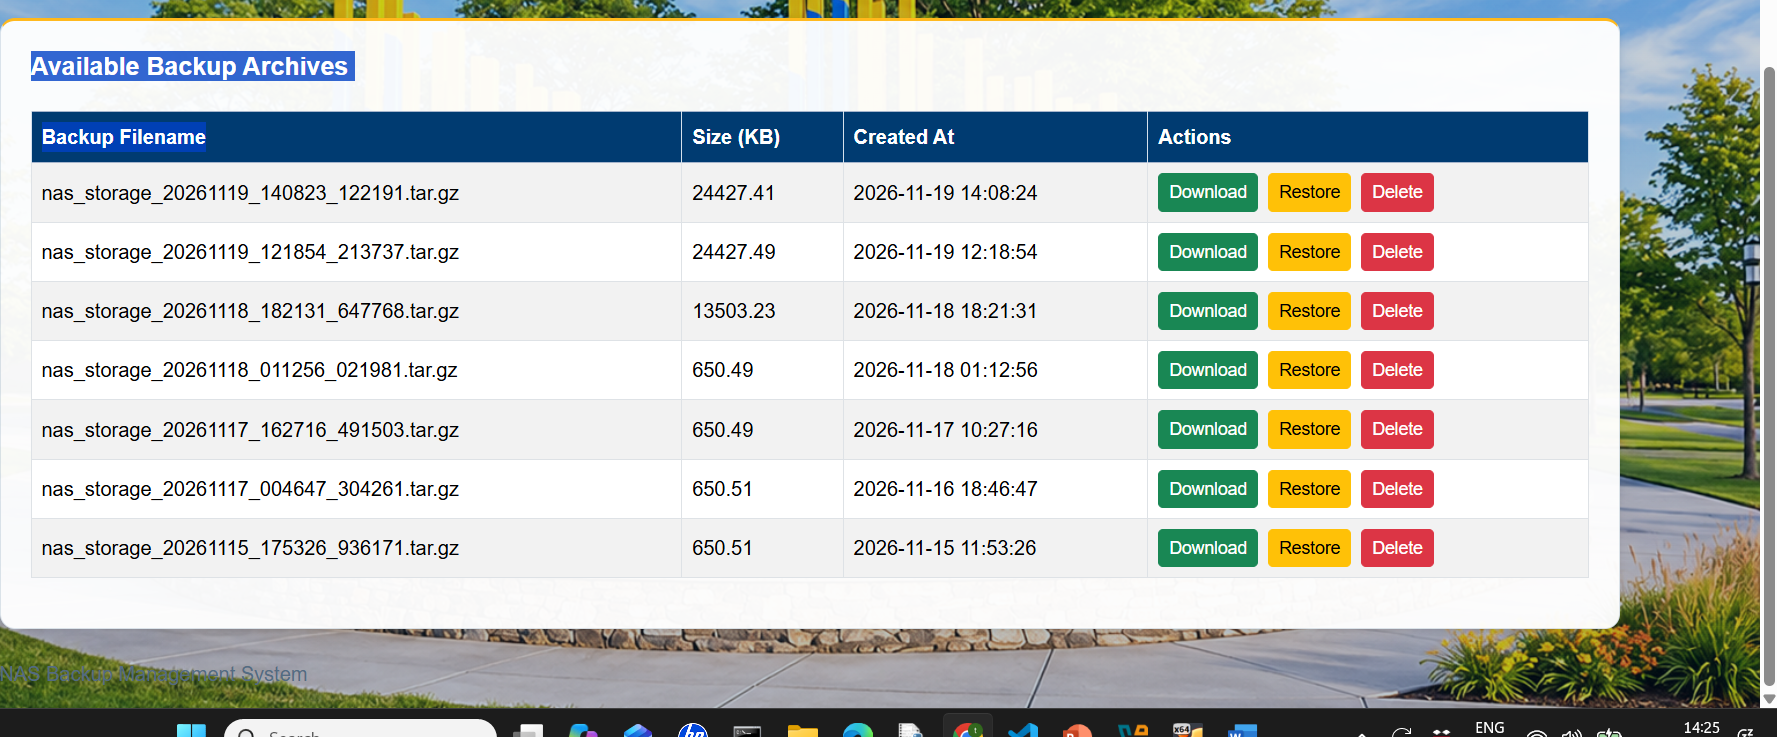 Available Backup Archives
Backup Filename Size (KB) Created At Actions
nas_storage_20261119_140823_122191.tar.gz 24427.41 2026-11-19 14:08:24 Download Restore Delete
nas_storage_20261119_121854_213737.tar.gz 24427.49 2026-11-19 12:18:54 Download Restore Delete
nas_storage_20261118_182131_647768.tar.gz 13503.23 2026-11-18 18:21:31 Download Restore Delete
nas_storage_20261118_011256_021981.tar.gz 650.49 2026-11-18 01:12:56 Download Restore Delete
nas_storage_20261117_162716_491503.tar.gz 650.49 2026-11-17 10:27:16 Download Restore Delete
nas_storage_20261117_004647_304261.tar.gz 650.51 2026-11-16 18:46:47 Download Restore Delete
nas_storage_20261115_175326_936171.tar.gz 650.51 2026-11-15 11:53:26 Download Restore Delete
NAS Backup Management System
Search hp x64 W ENG 14:25